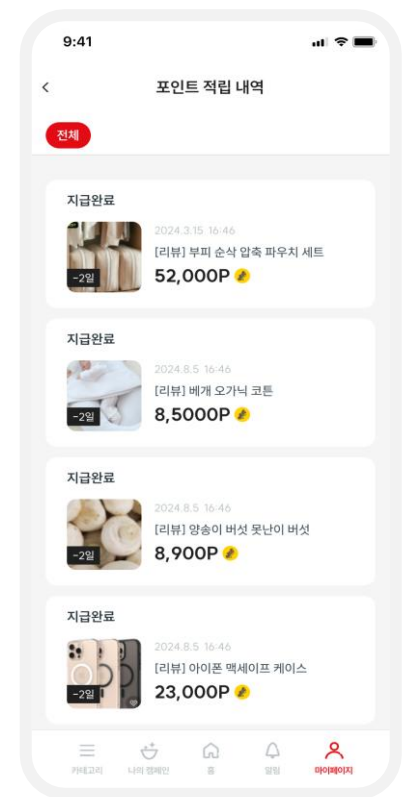 9:41
포인트 적립 내역
전체
지급완료
2024.3.15 16:46
[리뷰] 부피 순삭 압축 파우치 세트
-2일
52,000P
지급완료
2024.8.5 16:46
[리뷰] 베개 오가닉 코튼
-2일
8,5000P
지급완료
2024.8.5 16:46
[리뷰] 양송이 버섯 못난이 버섯
-2일
8,900P
지급완료
2024.8.5 16:46
[리뷰] 아이폰 맥세이프 케이스
-2일
23,000P
카테고리 나의 캠페인 홈 알림 마이페이지